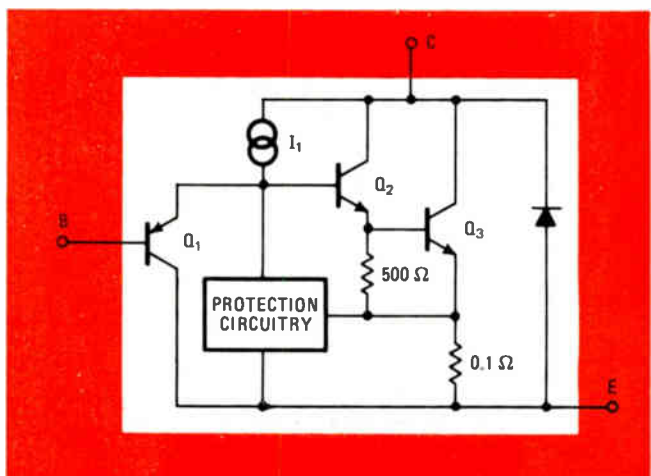 C
I₁
Q₂
B
Q₁
Q₃
500 Ω
PROTECTION
CIRCUITRY
0.1 Ω
E